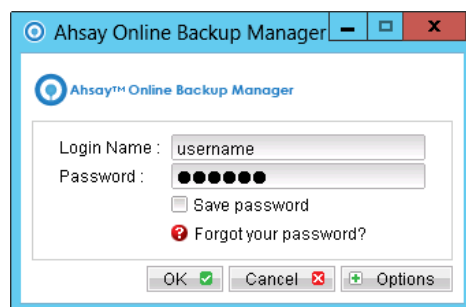 Ahsay Online Backup Manager
Ahsay™ Online Backup Manager
Login Name : username
Password : ●●●●●●
Save password
Forgot your password?
OK Cancel Options